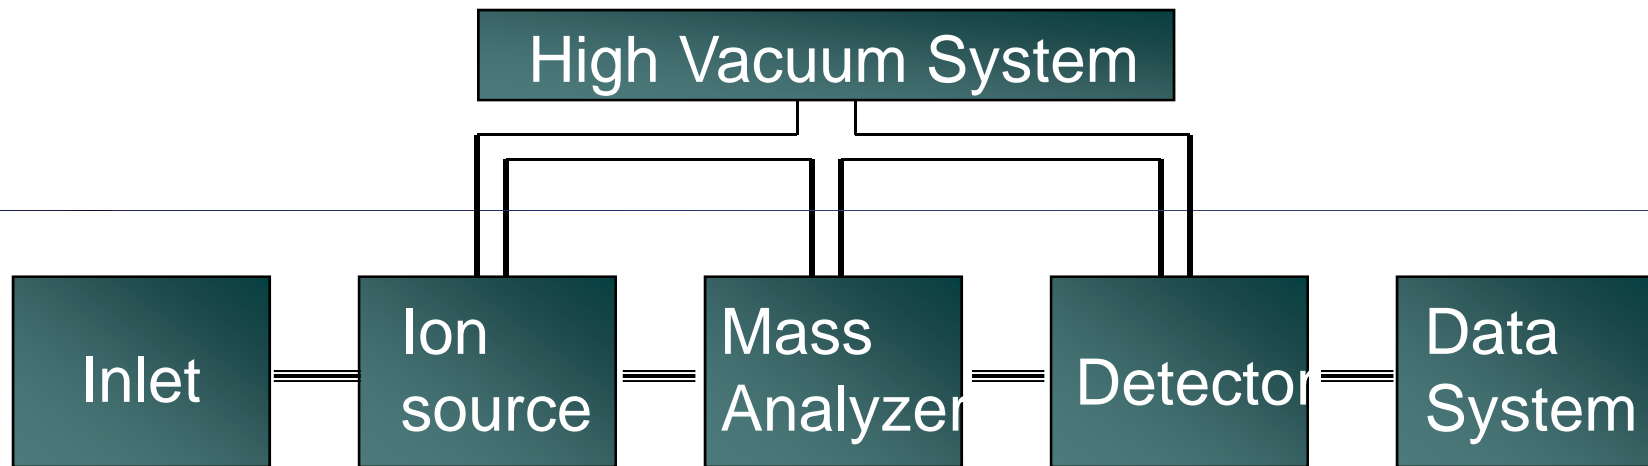 High Vacuum System
Inlet
Ion
source
Mass
Analyzer
Detector
Data
System